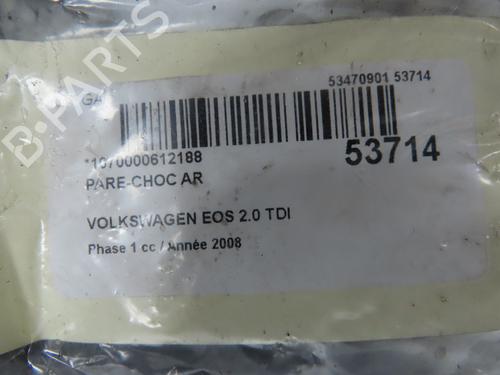 GA
53470901 53714
*1070000612188
53714
PARE-CHOC AR
VOLKSWAGEN EOS 2.0 TDI
Phase 1 cc / Année 2008
B-PARTS